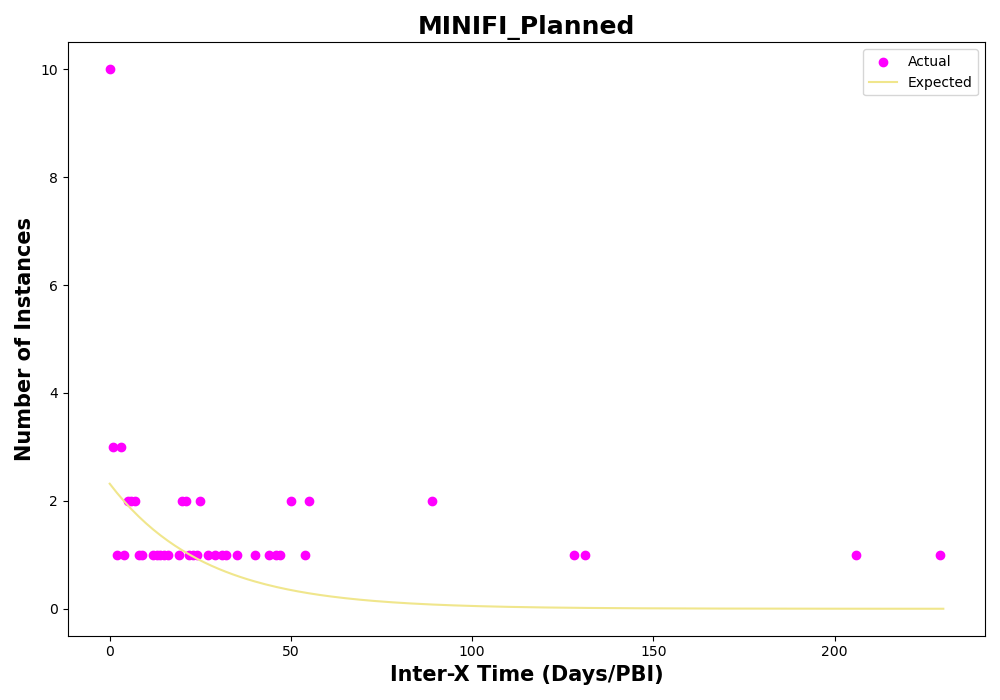 MINIFI_Planned
Actual
Expected
10
8
6
4
2
0
Number of Instances
0 50 100 150 200
Inter-X Time (Days/PBI)